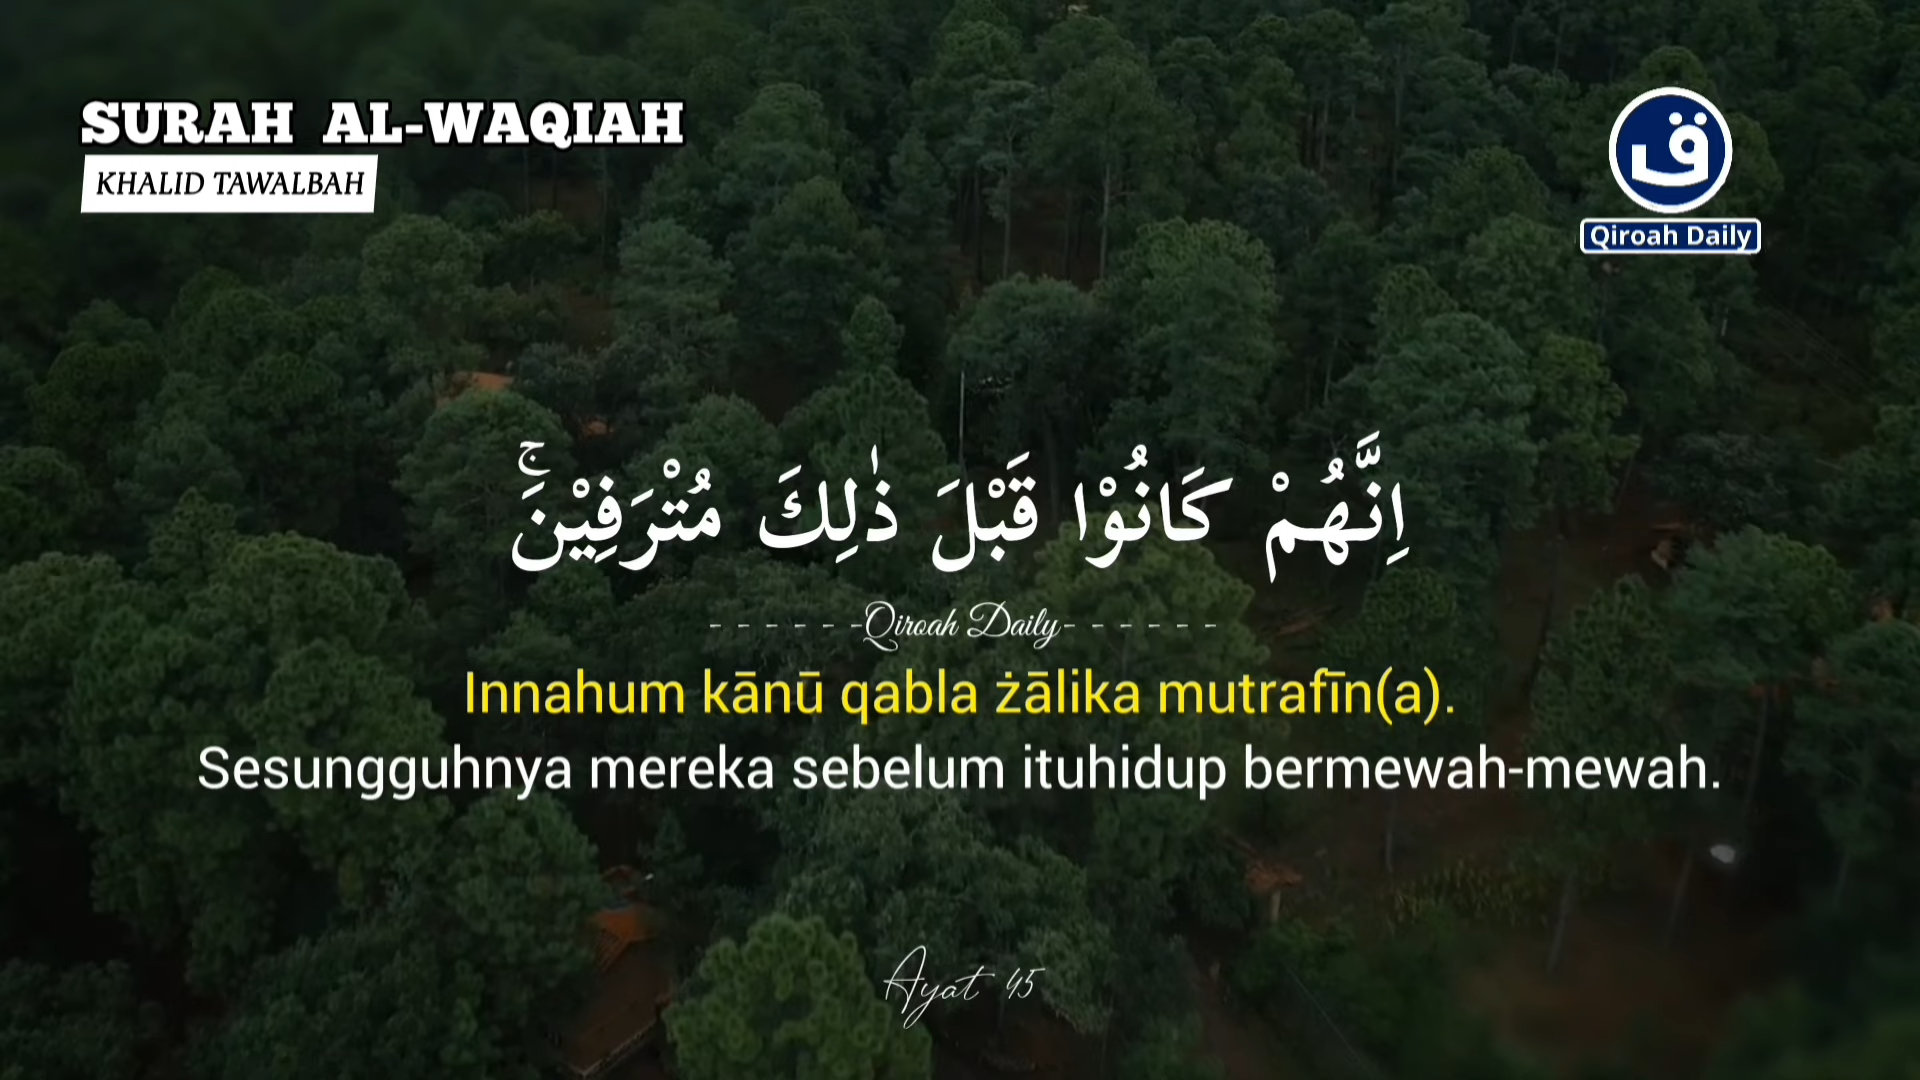 SURAH AL-WAQIAH
KHALID TAWALBAH
ق
Qiroah Daily
اِنَّهُمْ كَانُوْا قَبْلَ ذٰلِكَ مُتْرَفِيْنَۚ
- - - - - -Qiroah Daily- - - - - -
Innahum kānū qabla żālika mutrafīn(a).
Sesungguhnya mereka sebelum ituhidup bermewah-mewah.
Ayat 45